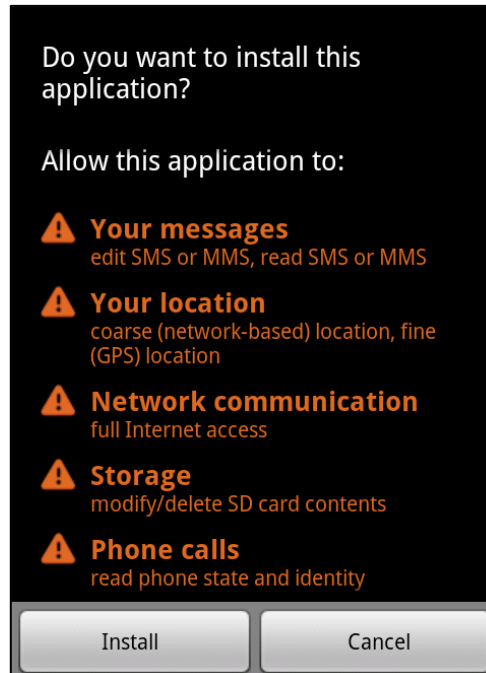 Do you want to install this
application?
Allow this application to:
Your messages
edit SMS or MMS, read SMS or MMS
Your location
coarse (network-based) location, fine
(GPS) location
Network communication
full Internet access
Storage
modify/delete SD card contents
Phone calls
read phone state and identity
Install
Cancel